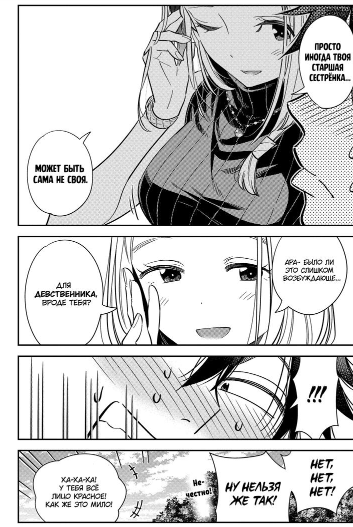 ПРОСТО
ИНОГДА ТВОЯ
СТАРШАЯ
СЕСТРЁНКА...
МОЖЕТ БЫТЬ
САМА НЕ СВОЯ.
АРА- БЫЛО ЛИ
ЭТО СЛИШКОМ
ВОЗБУЖДАЮЩЕ...
ДЛЯ
ДЕВСТВЕННИКА,
ВРОДЕ ТЕБЯ?
!!!
НЕТ,
НЕТ,
НЕТ!
НУ НЕЛЬЗЯ
ЖЕ ТАК!
Не-
честно!
ХА-ХА-ХА!
У ТЕБЯ ВСЁ
ЛИЦО КРАСНОЕ!
КАК ЖЕ ЭТО МИЛО!